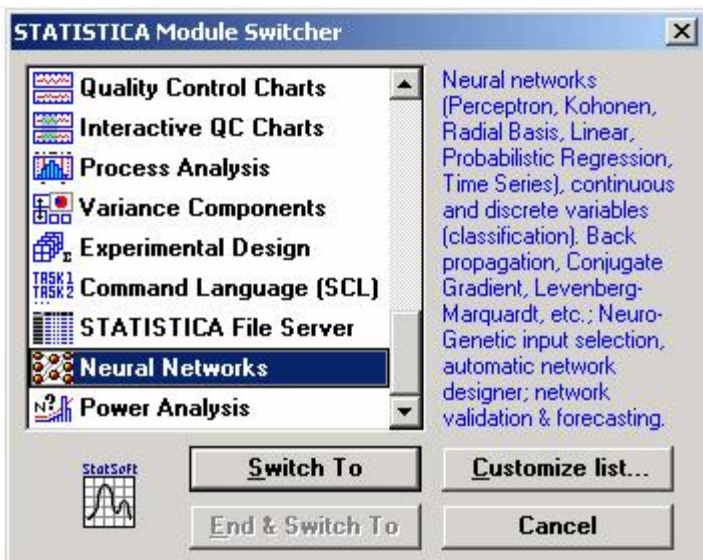 STATISTICA Module Switcher
Quality Control Charts
Interactive QC Charts
Process Analysis
Variance Components
Experimental Design
TASK1
TASK2
Command Language (SCL)
STATISTICA File Server
Neural Networks
N?
Power Analysis
Neural networks
(Perceptron, Kohonen,
Radial Basis, Linear,
Probabilistic Regression,
Time Series), continuous
and discrete variables
(classification). Back
propagation, Conjugate
Gradient, Levenberg-
Marquardt, etc.; Neuro-
Genetic input selection,
automatic network
designer; network
validation & forecasting.
StatSoft
Switch To
Customize list...
End & Switch To
Cancel